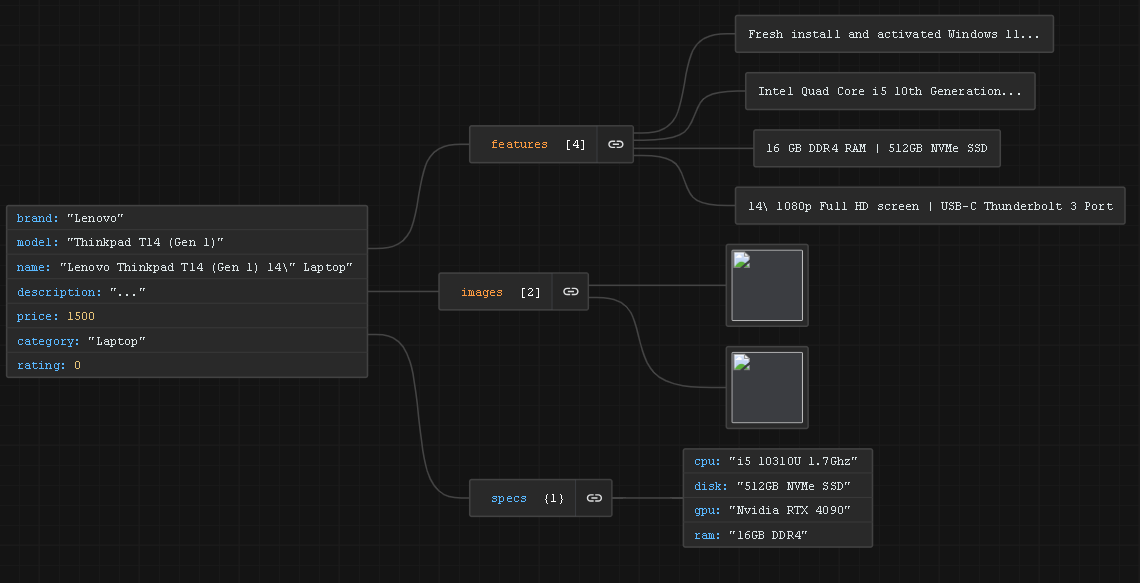 Fresh install and activated Windows 11...
Intel Quad Core i5 10th Generation...
features [4]
16 GB DDR4 RAM | 512GB NVMe SSD
14\ 1080p Full HD screen | USB-C Thunderbolt 3 Port
brand: "Lenovo"
model: "Thinkpad T14 (Gen 1)"
name: "Lenovo Thinkpad T14 (Gen 1) 14\" Laptop"
description: "..."
price: 1500
category: "Laptop"
rating: 0
images [2]
specs {1}
cpu: "i5 10310U 1.7Ghz"
disk: "512GB NVMe SSD"
gpu: "Nvidia RTX 4090"
ram: "16GB DDR4"